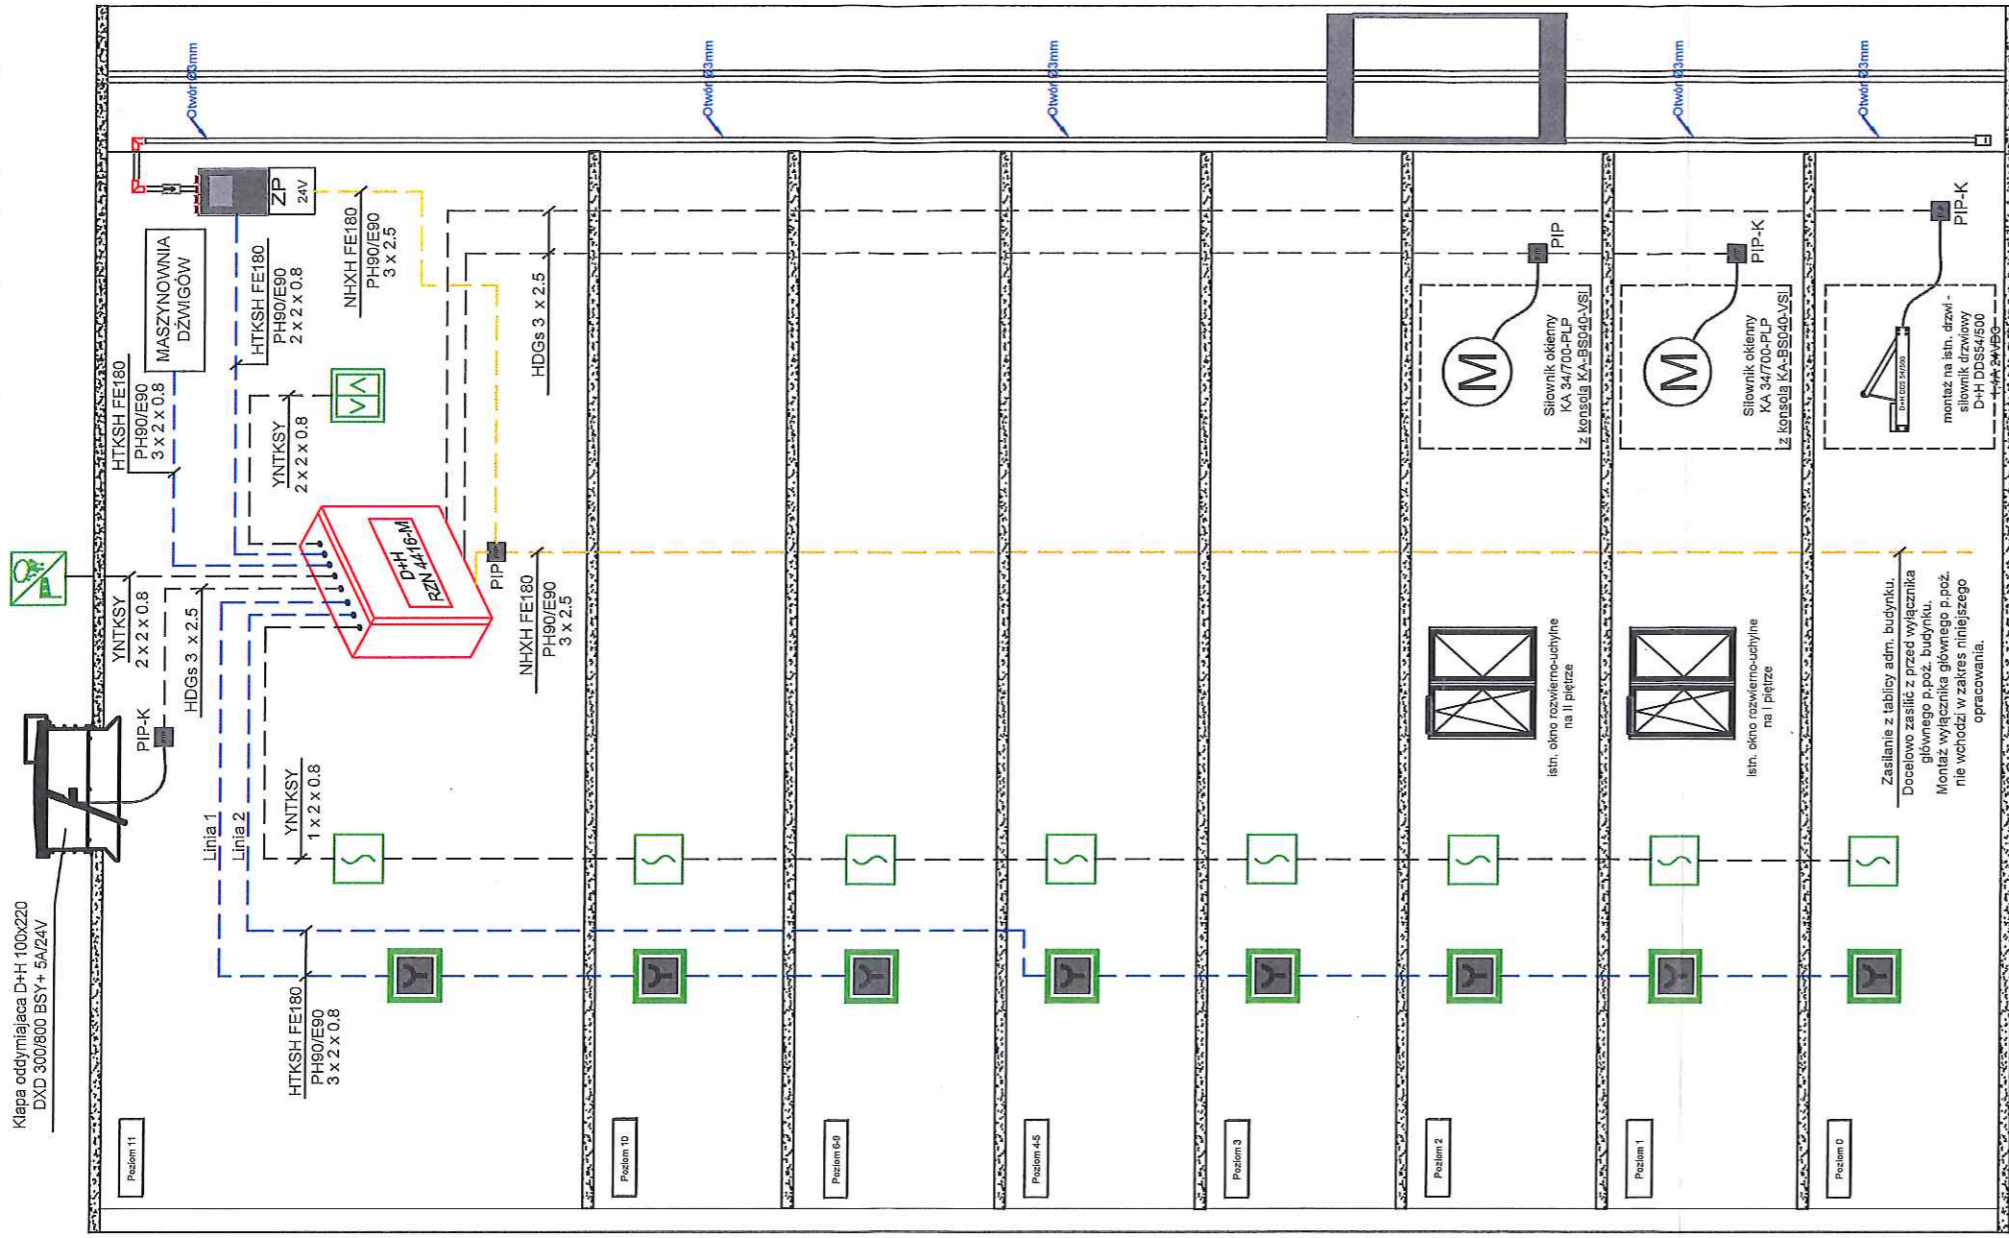 Klapa oddymiajaca D+H 100x220
DXD 300/800 BSY+ 5A/24V
PIP-K
HDGs 3 x 2.5
YNTKSY
2 x 2 x 0.8
HTKSH FE180
PH90/E90
3 x 2 x 0.8
MASZYNOWNIA
DŹWIGÓW
ZP
24V
Otwór Ø3mm
Otwór Ø3mm
Otwór Ø3mm
Otwór Ø3mm
Otwór Ø3mm
HTKSH FE180
PH90/E90
2 x 2 x 0.8
YNTKSY
2 x 2 x 0.8
NHXH FE180
PH90/E90
3 x 2.5
HDGs 3 x 2.5
D+H
RZN 4416-M
PIP
NHXH FE180
PH90/E90
3 x 2.5
Linia 1
Linia 2
YNTKSY
1 x 2 x 0.8
HTKSH FE180
PH90/E90
3 x 2 x 0.8
Poziom 11
Poziom 10
Poziom 6-9
Poziom 4-5
Poziom 3
Poziom 2
istn. okno rozwierno-uchylne
na II piętrze
M
Siłownik okienny
KA 34/700-PLP
z konsolą KA-BS040-VSI
PIP
Poziom 1
istn. okno rozwierno-uchylne
na I piętrze
M
Siłownik okienny
KA 34/700-PLP
z konsolą KA-BS040-VSI
PIP-K
Poziom 0
Zasilanie z tablicy adm. budynku.
Docelowo zasilić z przed wyłącznika
głównego p.poż. budynku.
Montaż wyłącznika głównego p.poż.
nie wchodzi w zakres niniejszego
opracowania.
D+H DDS 54/500
montaż na istn. drzwi -
siłownik drzwiowy
D+H DDS54/500
PIP-K